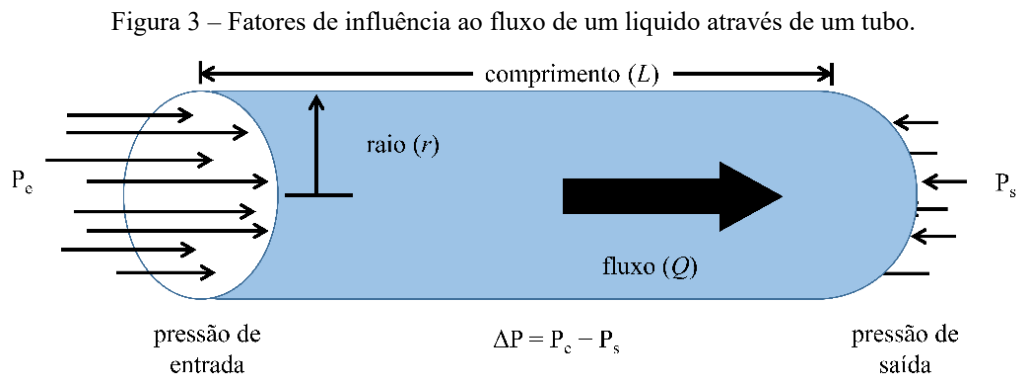 Figura 3 – Fatores de influência ao fluxo de um liquido através de um tubo.
comprimento (L)
raio (r)
Pₑ
Pₛ
fluxo (Q)
pressão de
entrada
ΔP = Pₑ − Pₛ
pressão de
saída